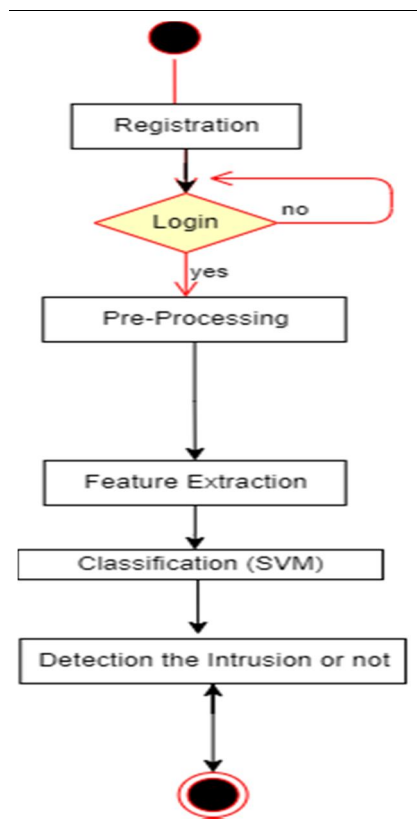 Registration
Login
no
yes
Pre-Processing
Feature Extraction
Classification (SVM)
Detection the Intrusion or not